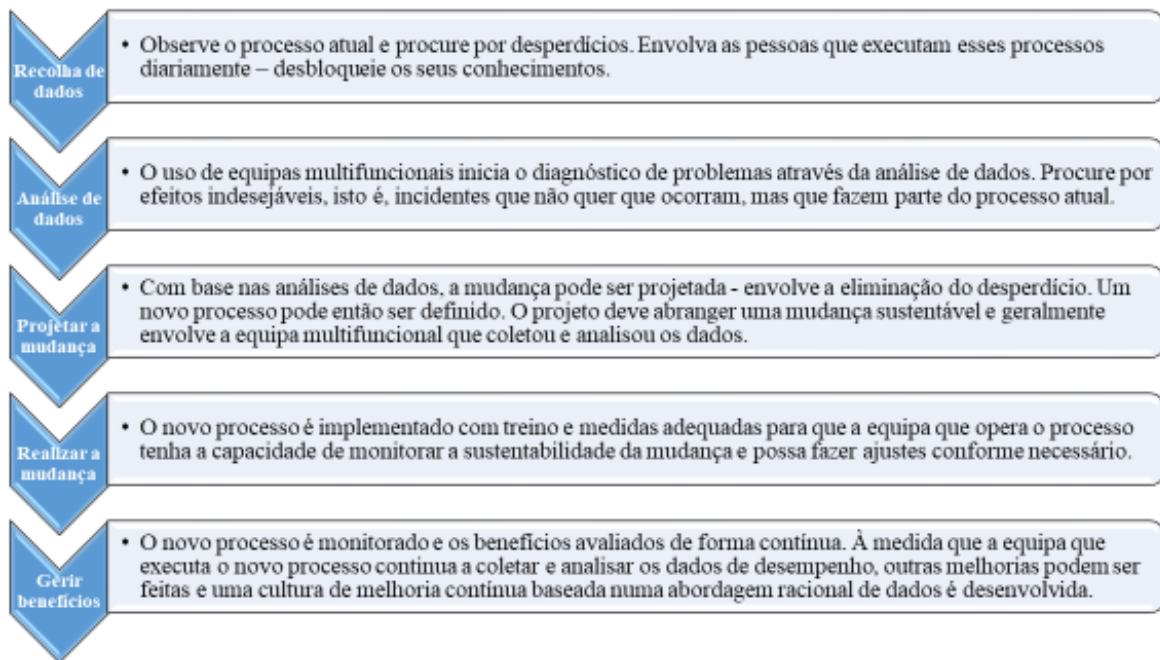 Recolha de
dados
• Observe o processo atual e procure por desperdícios. Envolva as pessoas que executam esses processos
diariamente – desbloqueie os seus conhecimentos.
Análise de
dados
• O uso de equipas multifuncionais inicia o diagnóstico de problemas através da análise de dados. Procure por
efeitos indesejáveis, isto é, incidentes que não quer que ocorram, mas que fazem parte do processo atual.
Projetar a
mudança
• Com base nas análises de dados, a mudança pode ser projetada - envolve a eliminação do desperdício. Um
novo processo pode então ser definido. O projeto deve abranger uma mudança sustentável e geralmente
envolve a equipa multifuncional que coletou e analisou os dados.
Realizar a
mudança
• O novo processo é implementado com treino e medidas adequadas para que a equipa que opera o processo
tenha a capacidade de monitorar a sustentabilidade da mudança e possa fazer ajustes conforme necessário.
Gerir
benefícios
• O novo processo é monitorado e os benefícios avaliados de forma contínua. À medida que a equipa que
executa o novo processo continua a coletar e analisar os dados de desempenho, outras melhorias podem ser
feitas e uma cultura de melhoria contínua baseada numa abordagem racional de dados é desenvolvida.